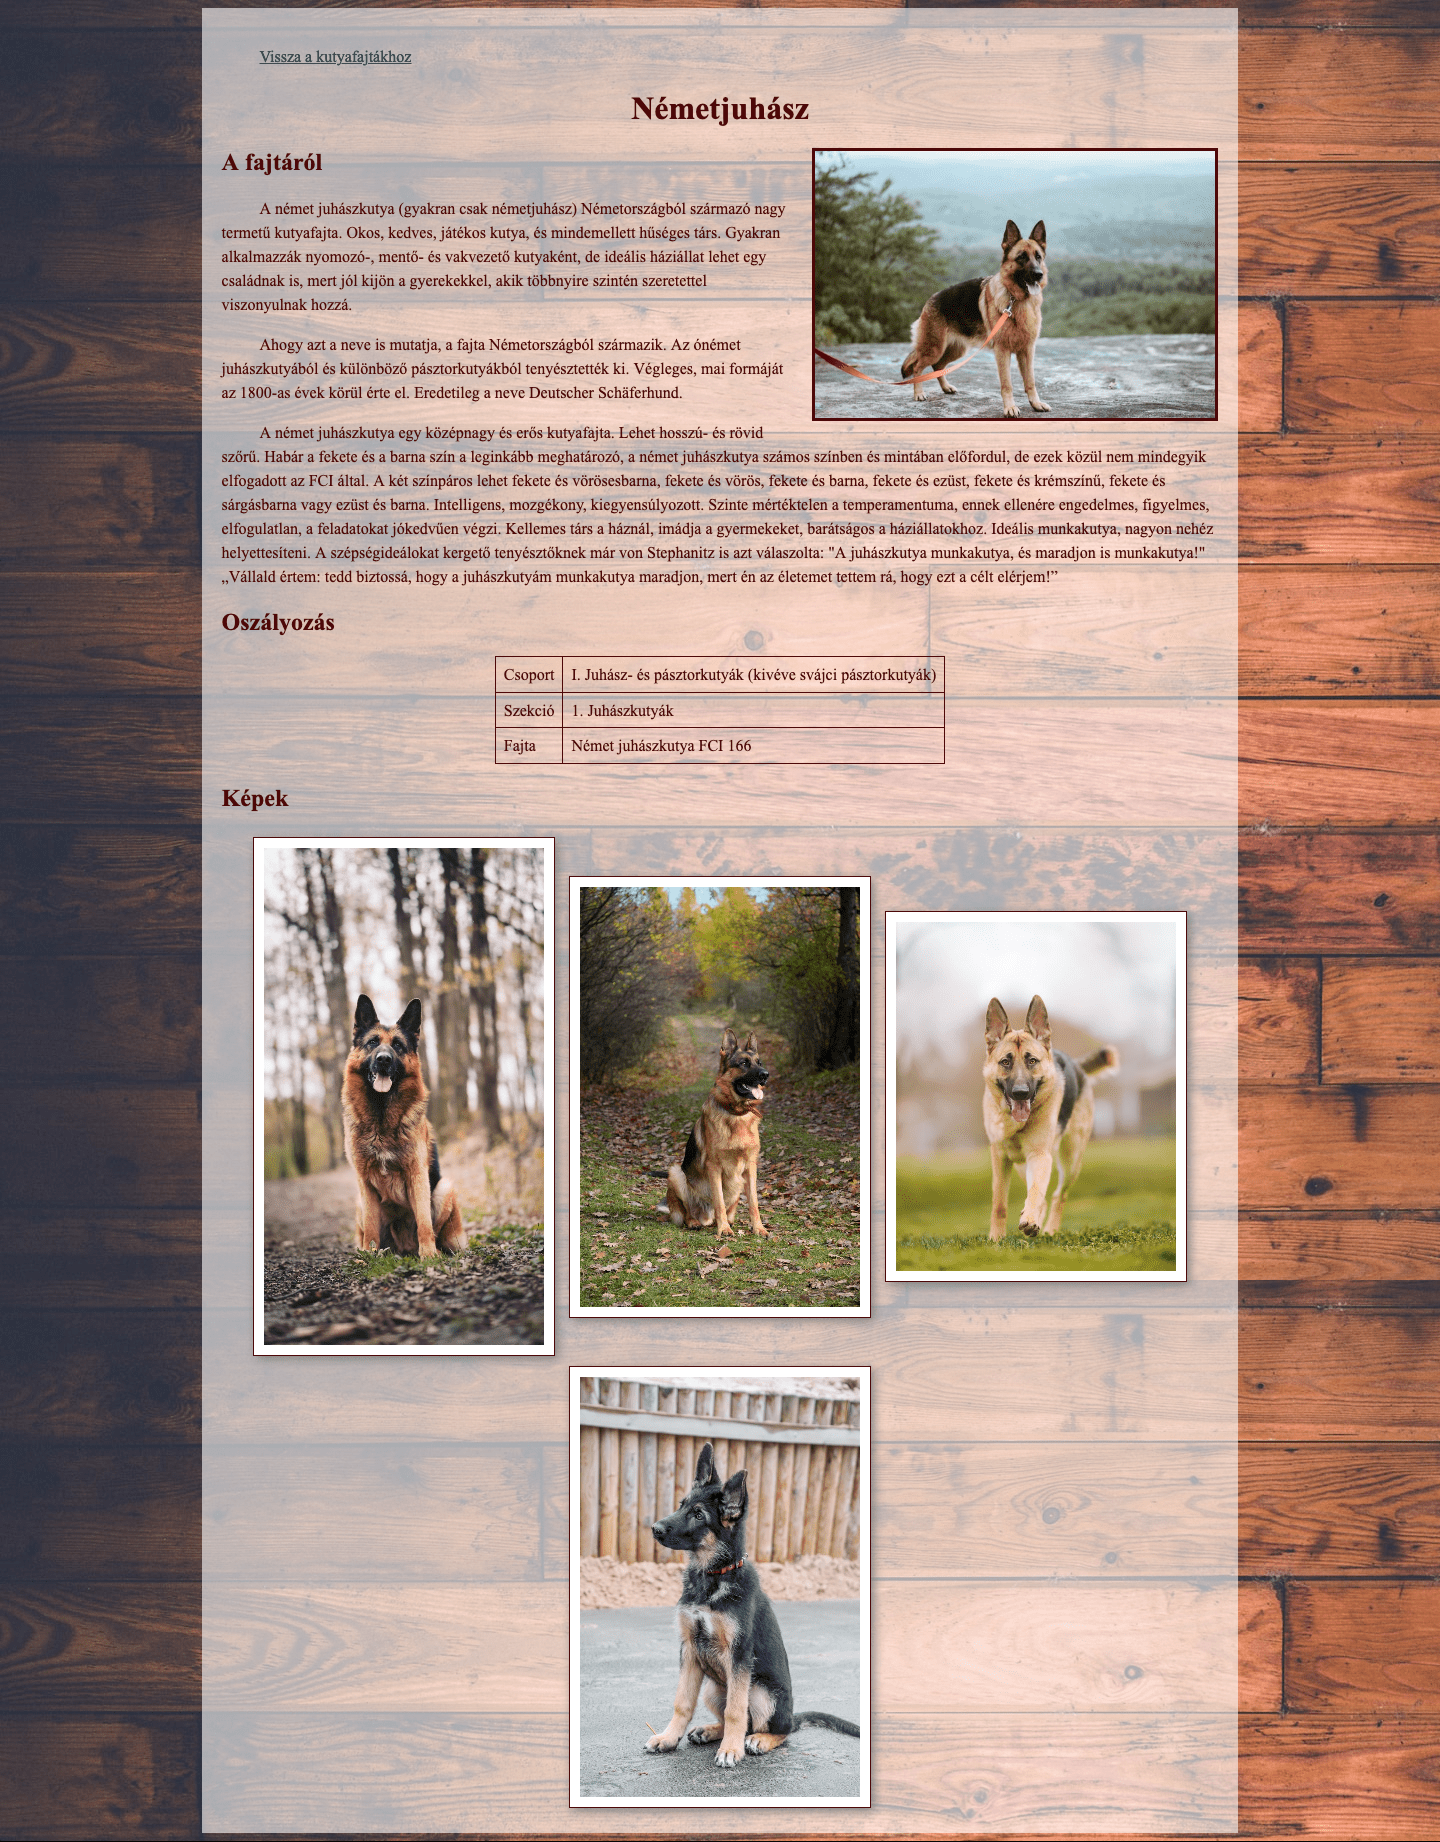 Vissza a kutyafajtákhoz
Németjuhász
A fajtáról
A német juhászkutya (gyakran csak németjuhász) Németországból származó nagy
termetű kutyafajta. Okos, kedves, játékos kutya, és mindemellett hűséges társ. Gyakran
alkalmazzák nyomozó-, mentő- és vakvezető kutyaként, de ideális háziállat lehet egy
családnak is, mert jól kijön a gyerekekkel, akik többnyire szintén szeretettel
viszonyulnak hozzá.
Ahogy azt a neve is mutatja, a fajta Németországból származik. Az ónémet
juhászkutyából és különböző pásztorkutyákból tenyésztették ki. Végleges, mai formáját
az 1800-as évek körül érte el. Eredetileg a neve Deutscher Schäferhund.
A német juhászkutya egy középnagy és erős kutyafajta. Lehet hosszú- és rövid
szőrű. Habár a fekete és a barna szín a leginkább meghatározó, a német juhászkutya számos színben és mintában előfordul, de ezek közül nem mindegyik
elfogadott az FCI által. A két színpáros lehet fekete és vörösesbarna, fekete és vörös, fekete és barna, fekete és ezüst, fekete és krémszínű, fekete és
sárgásbarna vagy ezüst és barna. Intelligens, mozgékony, kiegyensúlyozott. Szinte mértéktelen a temperamentuma, ennek ellenére engedelmes, figyelmes,
elfogulatlan, a feladatokat jókedvűen végzi. Kellemes társ a háznál, imádja a gyermekeket, barátságos a háziállatokhoz. Ideális munkakutya, nagyon nehéz
helyettesíteni. A szépségideálokat kergető tenyésztőknek már von Stephanitz is azt válaszolta: "A juhászkutya munkakutya, és maradjon is munkakutya!"
„Vállald értem: tedd biztossá, hogy a juhászkutyám munkakutya maradjon, mert én az életemet tettem rá, hogy ezt a célt elérjem!”
Oszályozás
Csoport I. Juhász- és pásztorkutyák (kivéve svájci pásztorkutyák)
Szekció 1. Juhászkutyák
Fajta Német juhászkutya FCI 166
Képek